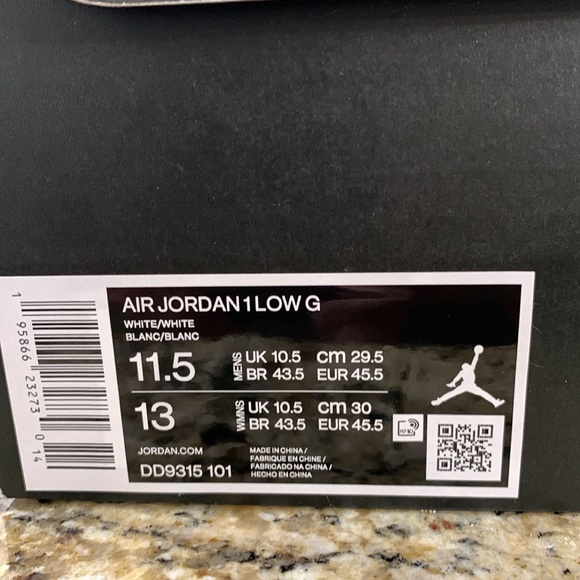 AIR JORDAN 1 LOW G
WHITE/WHITE
BLANC/BLANC
11.5 MENS UK 10.5 cm 29.5
BR 43.5 EUR 45.5
13 WMNS UK 10.5 cm 30
BR 43.5 EUR 45.5
RFID
JORDAN.COM
DD9315 101
MADE IN CHINA /
FABRIQUE EN CHINE /
FABRICADO NA CHINA /
HECHO EN CHINA
1 95866 23273 0 14